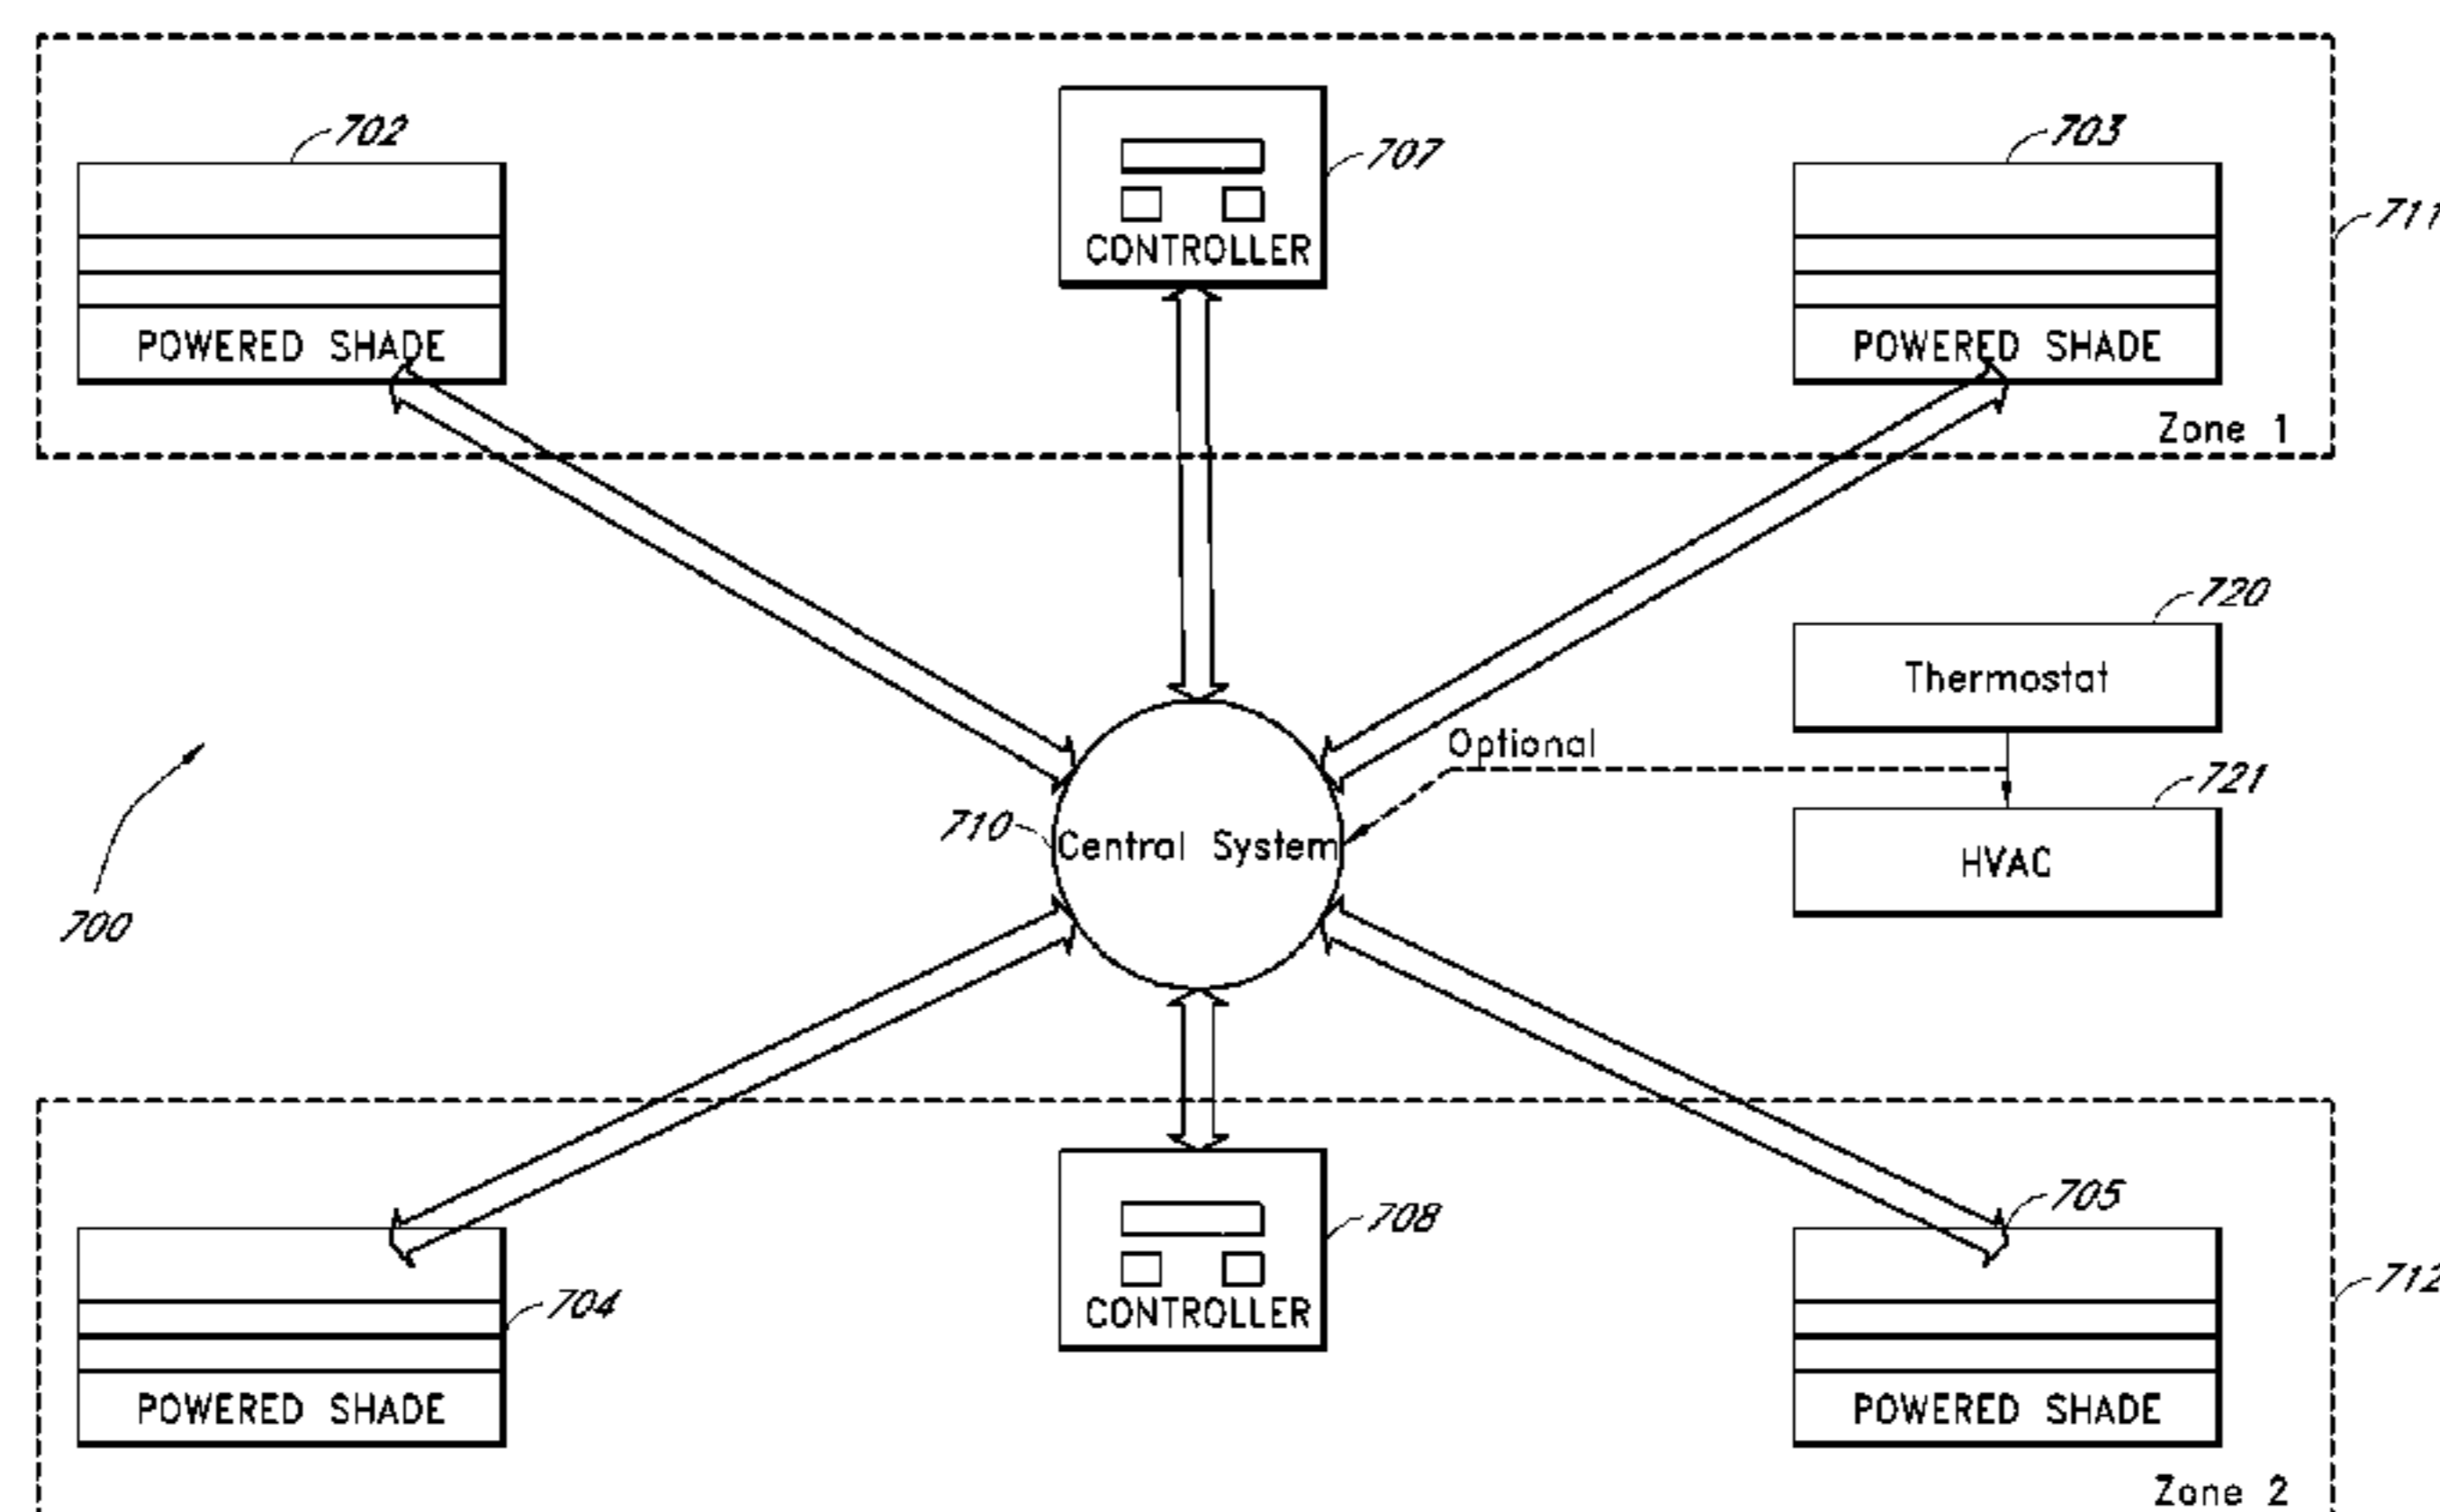 702
707
703
711
CONTROLLER
POWERED SHADE
POWERED SHADE
Zone 1
720
Thermostat
Optional
721
710
Central System
HVAC
700
705
708
712
704
CONTROLLER
POWERED SHADE
POWERED SHADE
Zone 2